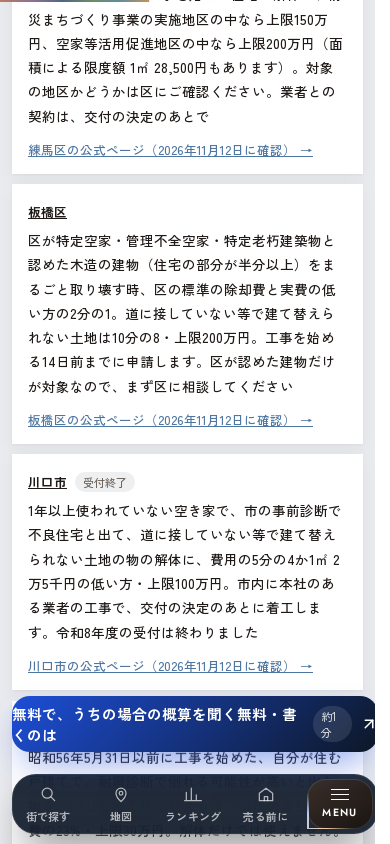 災まちづくり事業の実施地区の中なら上限150万
円、空家等活用促進地区の中なら上限200万円（面
積による限度額 1㎡ 28,500円もあります）。対象
の地区かどうかは区にご確認ください。業者との
契約は、交付の決定のあとで
練馬区の公式ページ（2026年11月12日に確認） →
板橋区
区が特定空家・管理不全空家・特定老朽建築物と
認めた木造の建物（住宅の部分が半分以上）をま
るごと取り壊す時、区の標準の除却費と実費の低
い方の2分の1。道に接していない等で建て替えら
れない土地は10分の8・上限200万円。工事を始め
る14日前までに申請します。区が認めた建物だけ
が対象なので、まず区に相談してください
板橋区の公式ページ（2026年11月12日に確認） →
川口市 受付終了
1年以上使われていない空き家で、市の事前診断で
不良住宅と出て、道に接していない等で建て替え
られない土地の物の解体に、費用の5分の4か1㎡ 2
万5千円の低い方・上限100万円。市内に本社のあ
る業者の工事で、交付の決定のあとに着工しま
す。令和8年度の受付は終わりました
川口市の公式ページ（2026年11月12日に確認） →
無料で、うちの場合の概算を聞く無料・書
くのは
約1
分
昭和56年5月31日以前に工事を始めた、自分が住む
街で探す
地図
ランキング
売る前に
MENU